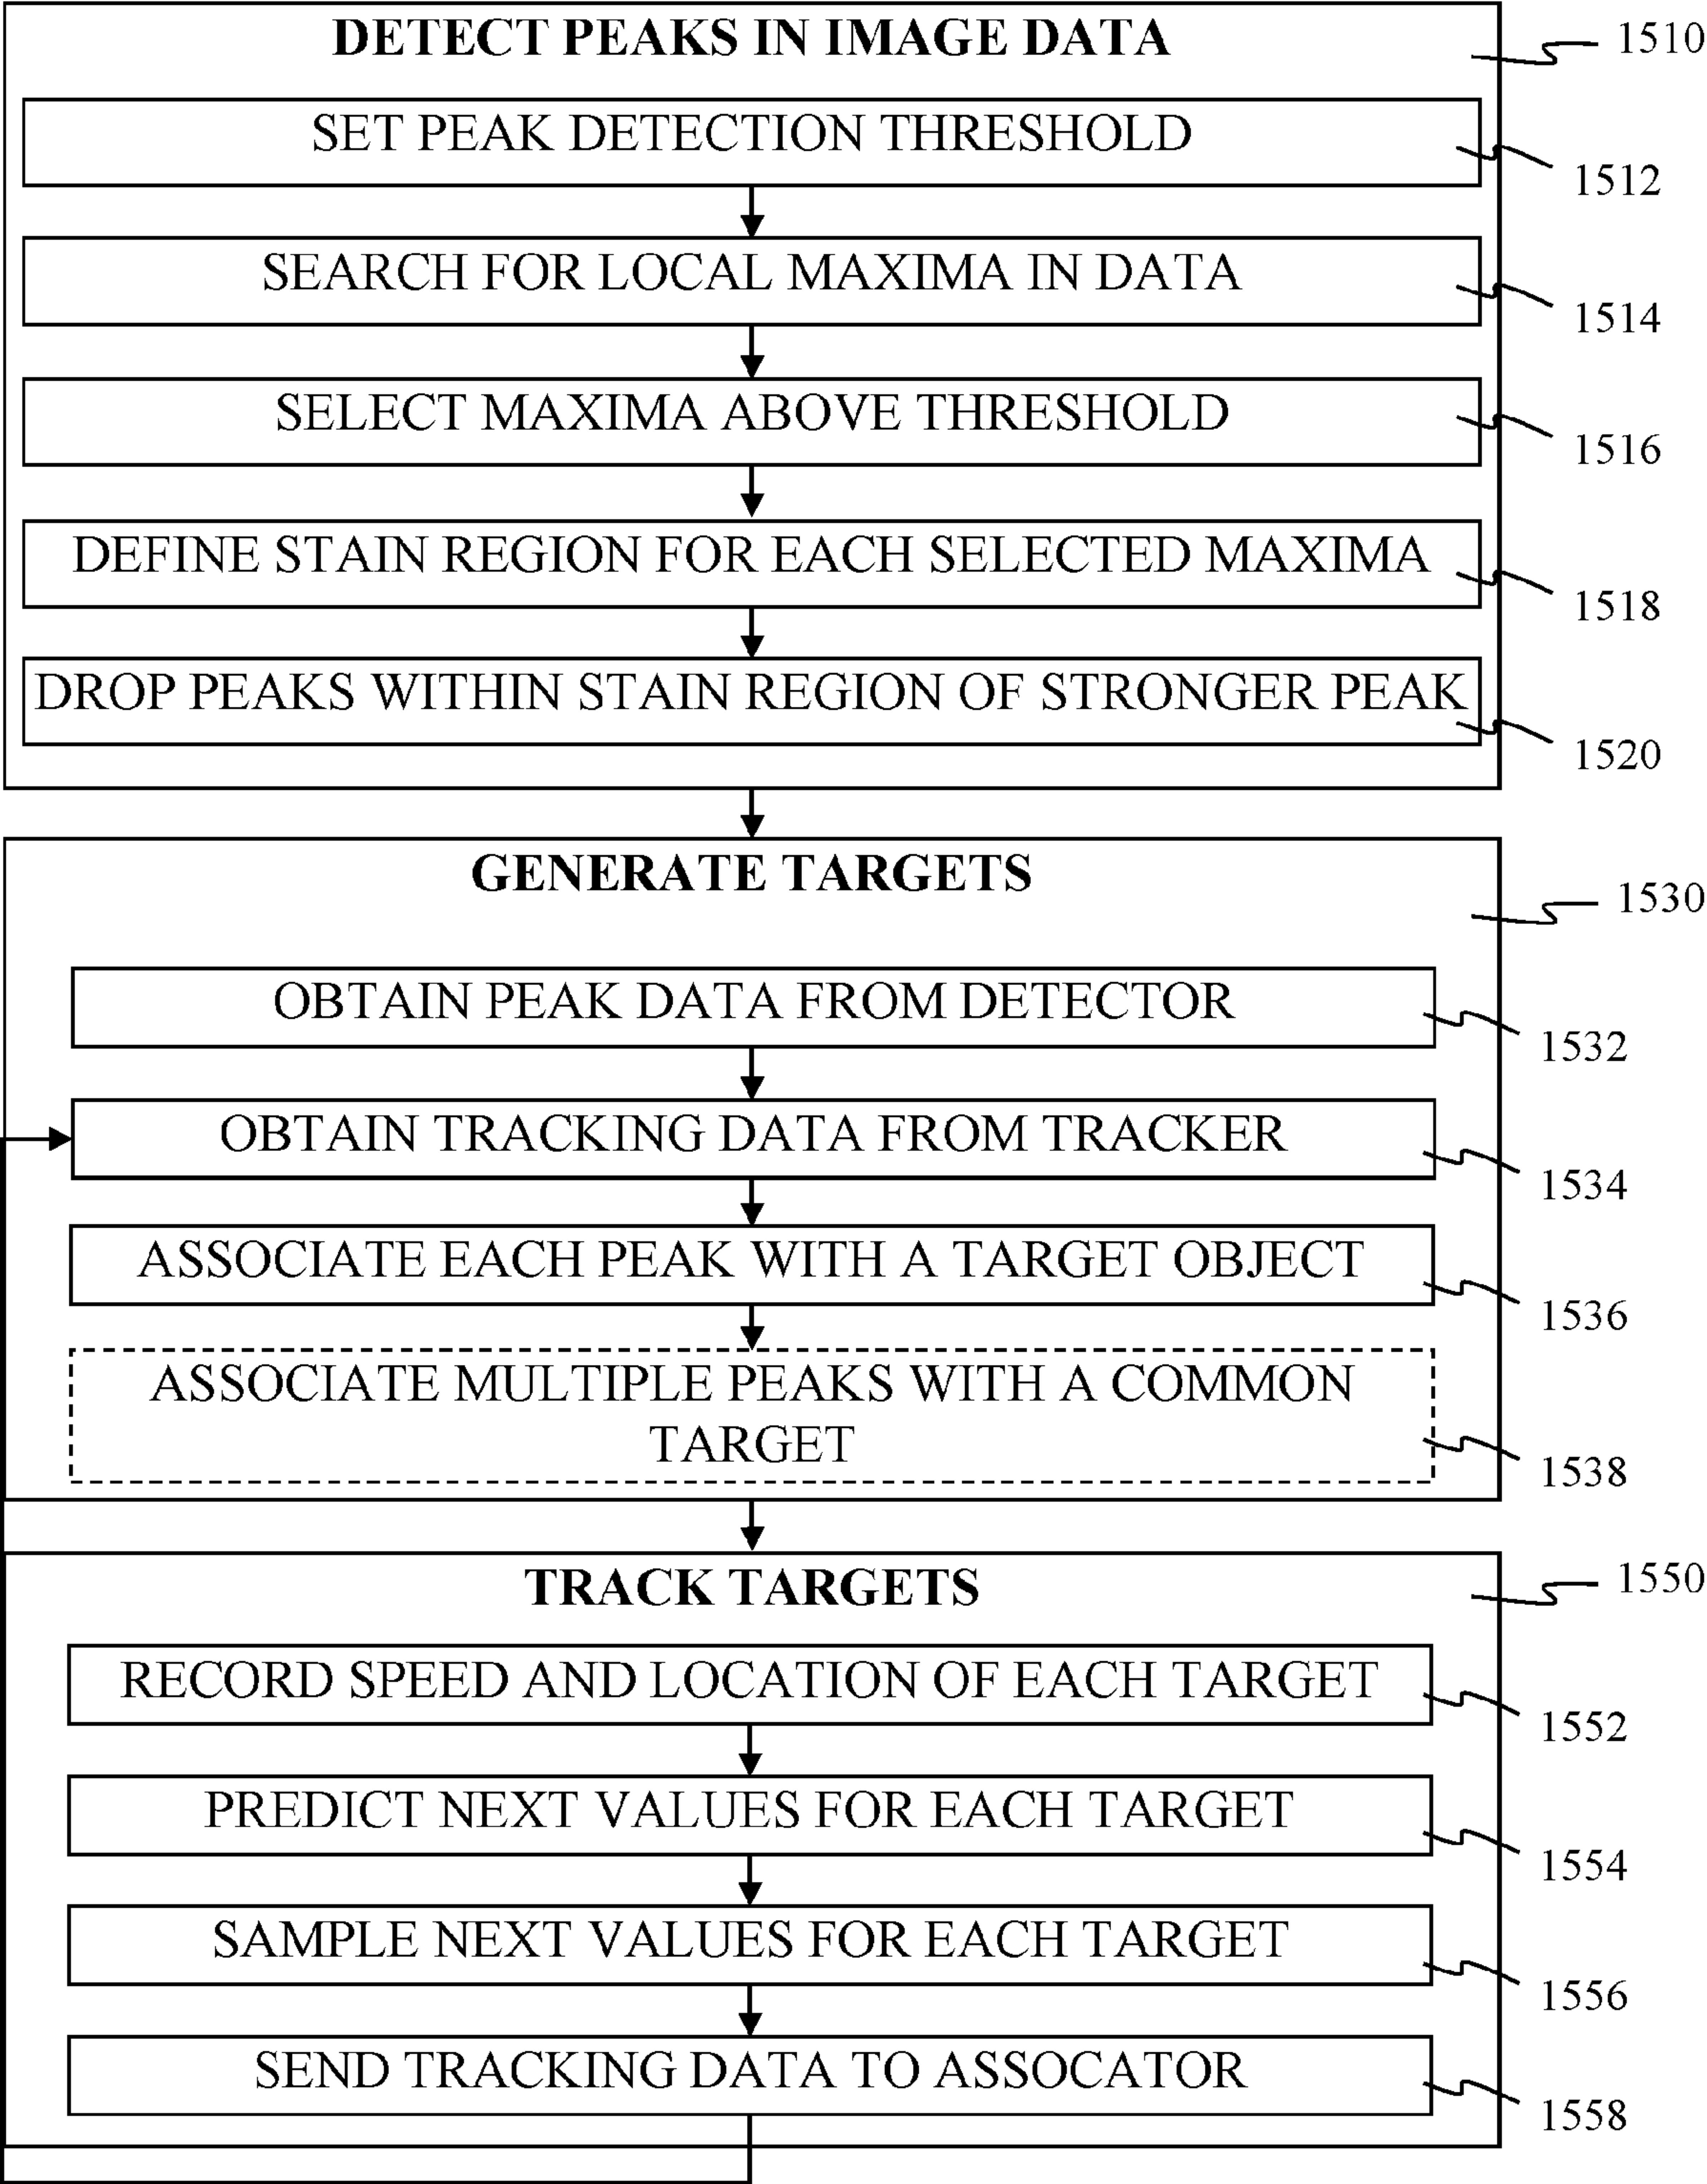 DETECT PEAKS IN IMAGE DATA
1510
SET PEAK DETECTION THRESHOLD
1512
SEARCH FOR LOCAL MAXIMA IN DATA
1514
SELECT MAXIMA ABOVE THRESHOLD
1516
DEFINE STAIN REGION FOR EACH SELECTED MAXIMA
1518
DROP PEAKS WITHIN STAIN REGION OF STRONGER PEAK
1520
GENERATE TARGETS
1530
OBTAIN PEAK DATA FROM DETECTOR
1532
OBTAIN TRACKING DATA FROM TRACKER
1534
ASSOCIATE EACH PEAK WITH A TARGET OBJECT
1536
ASSOCIATE MULTIPLE PEAKS WITH A COMMON
TARGET
1538
TRACK TARGETS
1550
RECORD SPEED AND LOCATION OF EACH TARGET
1552
PREDICT NEXT VALUES FOR EACH TARGET
1554
SAMPLE NEXT VALUES FOR EACH TARGET
1556
SEND TRACKING DATA TO ASSOCATOR
1558